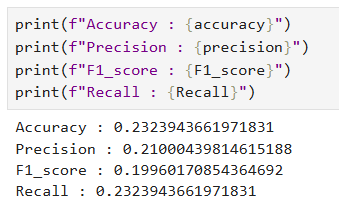 print(f"Accuracy : {accuracy}")
print(f"Precision : {precision}")
print(f"F1_score : {F1_score}")
print(f"Recall : {Recall}")
Accuracy : 0.2323943661971831
Precision : 0.21000439814615188
F1_score : 0.19960170854364692
Recall : 0.2323943661971831